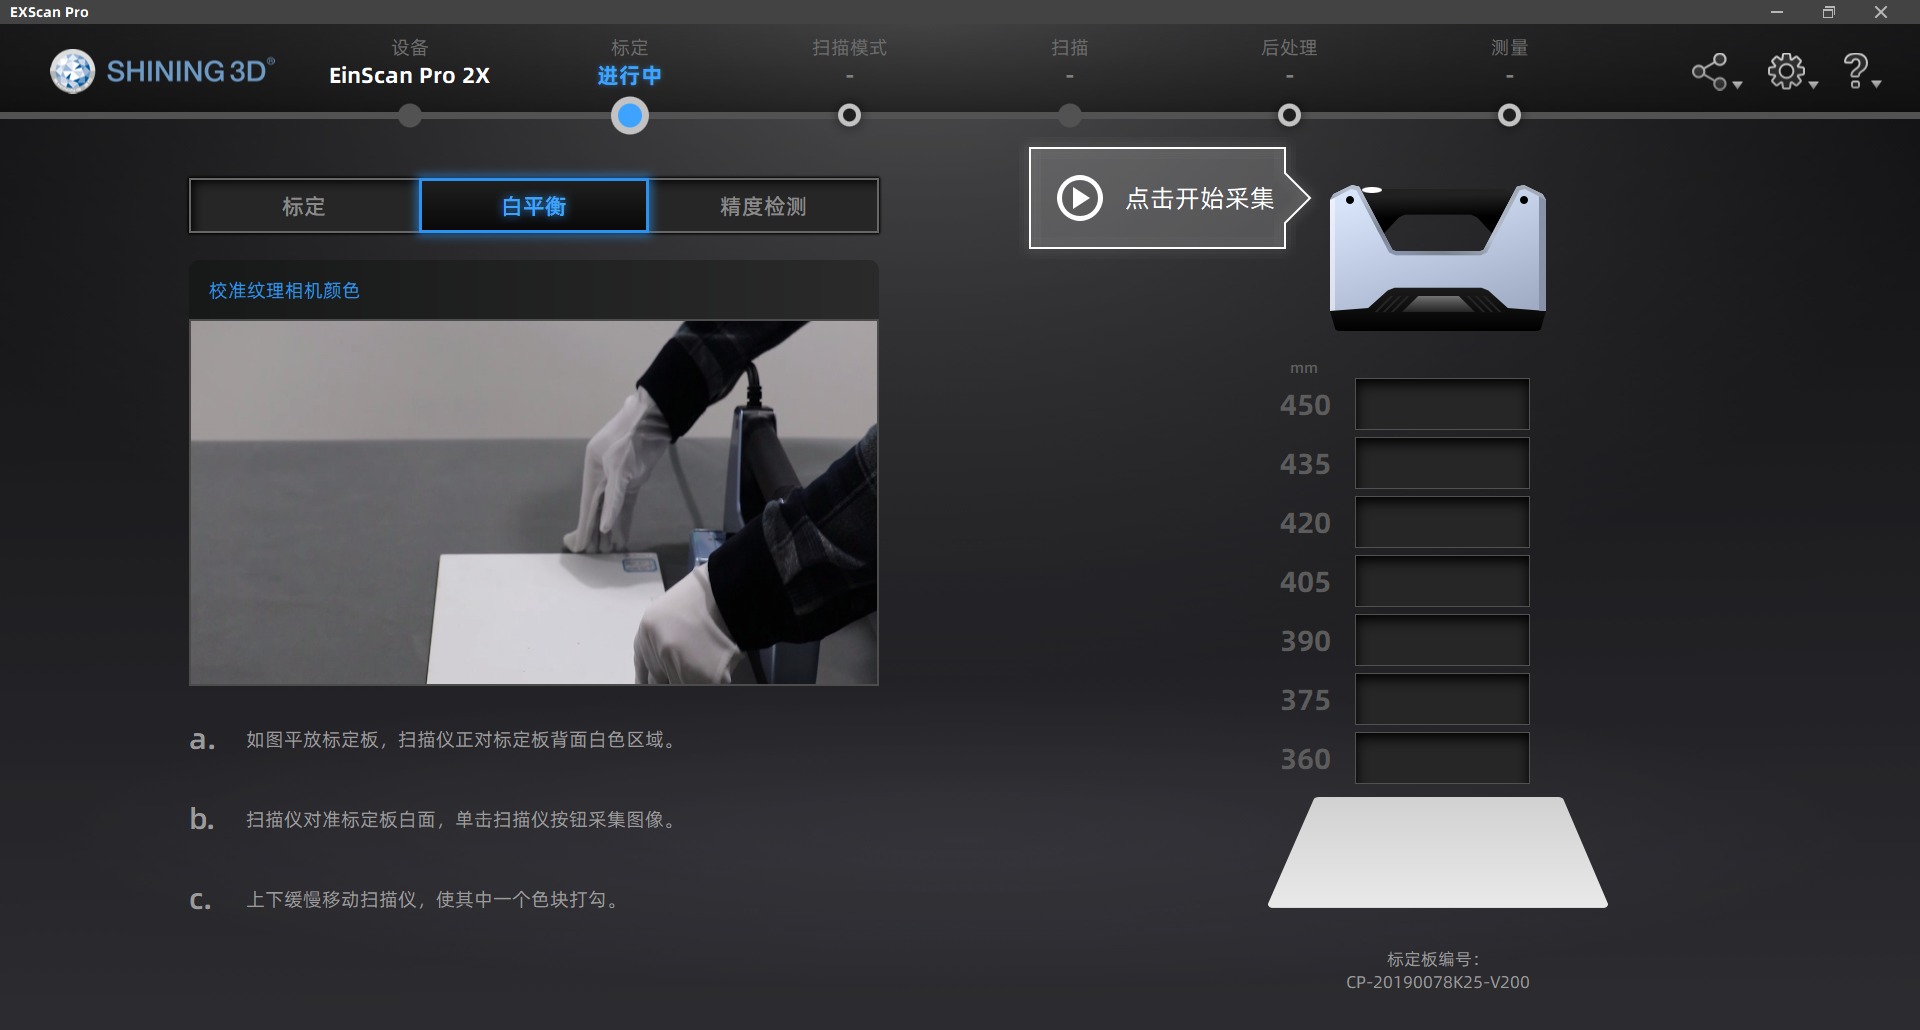 EXScan Pro
SHINING 3D®
设备
EinScan Pro 2X
标定
进行中
扫描模式
-
扫描
-
后处理
-
测量
-
标定
白平衡
精度检测
点击开始采集
校准纹理相机颜色
a. 如图平放标定板，扫描仪正对标定板背面白色区域。
b. 扫描仪对准标定板白面，单击扫描仪按钮采集图像。
c. 上下缓慢移动扫描仪，使其中一个色块打勾。
mm
450
435
420
405
390
375
360
标定板编号：
CP-20190078K25-V200